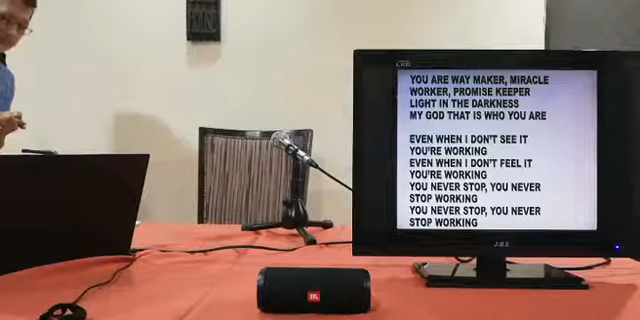 YOU ARE WAY MAKER, MIRACLE
WORKER, PROMISE KEEPER
LIGHT IN THE DARKNESS
MY GOD THAT IS WHO YOU ARE
EVEN WHEN I DON'T SEE IT
YOU'RE WORKING
EVEN WHEN I DON'T FEEL IT
YOU'RE WORKING
YOU NEVER STOP, YOU NEVER
STOP WORKING
YOU NEVER STOP, YOU NEVER
STOP WORKING
JBL